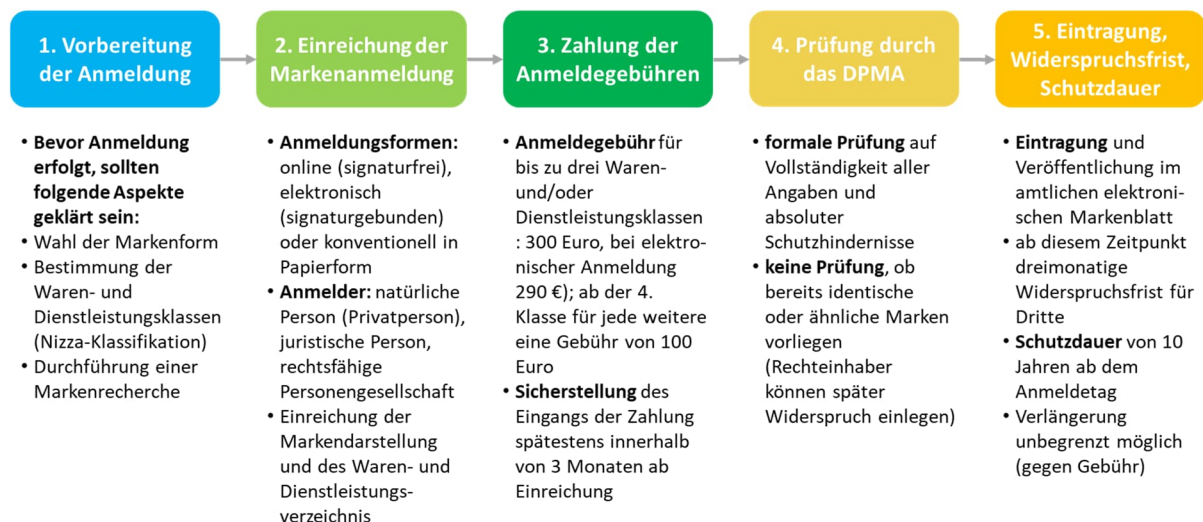 1. Vorbereitung
der Anmeldung
2. Einreichung der
Markenanmeldung
3. Zahlung der
Anmeldegebühren
4. Prüfung durch
das DPMA
5. Eintragung,
Widerspruchsfrist,
Schutzdauer
• Bevor Anmeldung
erfolgt, sollten
folgende Aspekte
geklärt sein:
• Wahl der Markenform
• Bestimmung der
Waren- und
Dienstleistungsklassen
(Nizza-Klassifikation)
• Durchführung einer
Markenrecherche
• Anmeldungsformen:
online (signaturfrei),
elektronisch
(signaturgebunden)
oder konventionell in
Papierform
• Anmelder: natürliche
Person (Privatperson),
juristische Person,
rechtsfähige
Personengesellschaft
• Einreichung der
Markendarstellung
und des Waren- und
Dienstleistungs-
verzeichnis
• Anmeldegebühr für
bis zu drei Waren-
und/oder
Dienstleistungsklassen
: 300 Euro, bei elektro-
nischer Anmeldung
290 €); ab der 4.
Klasse für jede weitere
eine Gebühr von 100
Euro
• Sicherstellung des
Eingangs der Zahlung
spätestens innerhalb
von 3 Monaten ab
Einreichung
• formale Prüfung auf
Vollständigkeit aller
Angaben und
absoluter
Schutzhindernisse
• keine Prüfung, ob
bereits identische
oder ähnliche Marken
vorliegen
(Rechteinhaber
können später
Widerspruch einlegen)
• Eintragung und
Veröffentlichung im
amtlichen elektroni-
schen Markenblatt
• ab diesem Zeitpunkt
dreimonatige
Widerspruchsfrist für
Dritte
• Schutzdauer von 10
Jahren ab dem
Anmeldetag
• Verlängerung
unbegrenzt möglich
(gegen Gebühr)